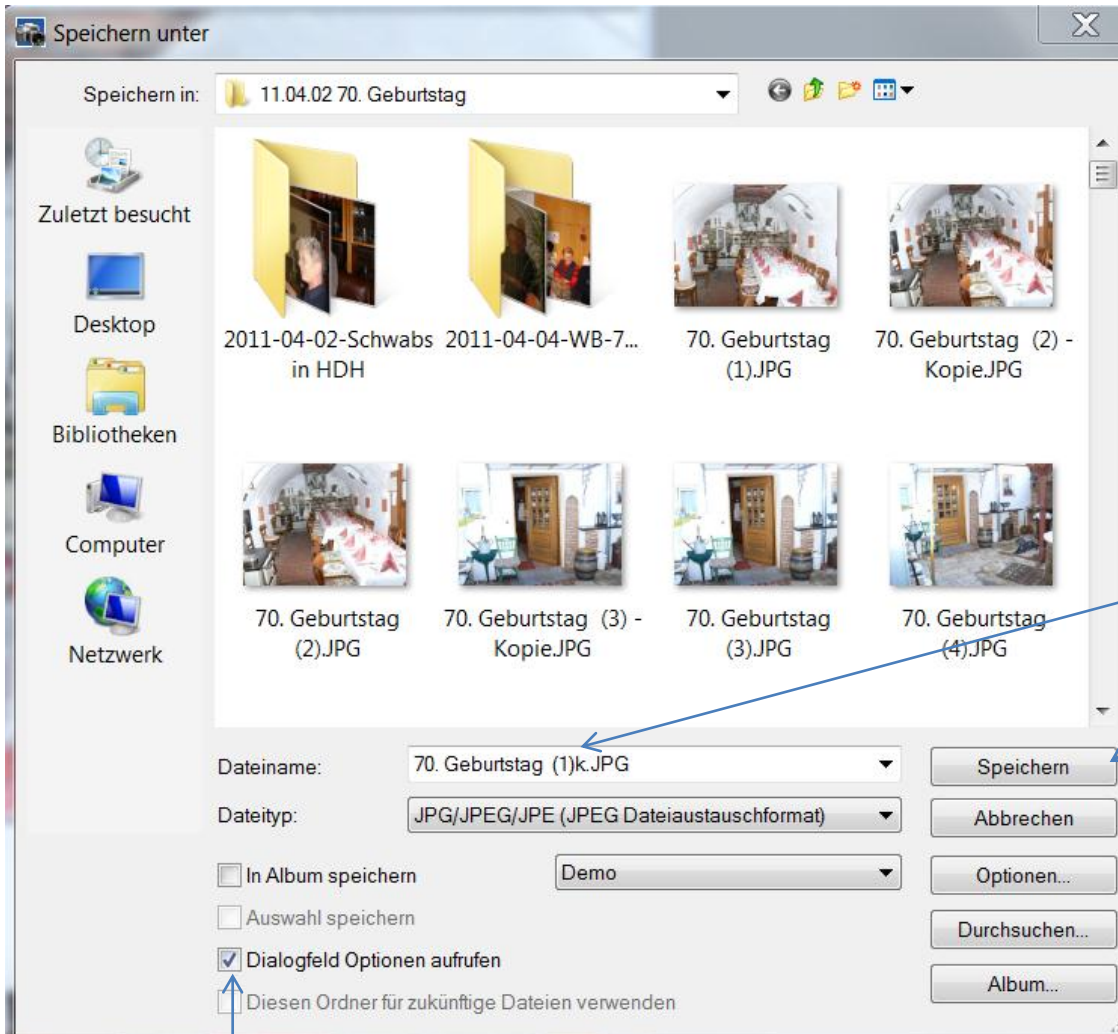 Speichern unter
Speichern in:
11.04.02 70. Geburtstag
Zuletzt besucht
Desktop
Bibliotheken
Computer
Netzwerk
2011-04-02-Schwabs
in HDH
2011-04-04-WB-7...
70. Geburtstag
(1).JPG
70. Geburtstag (2) -
Kopie.JPG
70. Geburtstag
(2).JPG
70. Geburtstag (3) -
Kopie.JPG
70. Geburtstag
(3).JPG
70. Geburtstag
(4).JPG
Dateiname:
70. Geburtstag (1)k.JPG
Speichern
Dateityp:
JPG/JPEG/JPE (JPEG Dateiaustauschformat)
Abbrechen
In Album speichern
Demo
Optionen...
Auswahl speichern
Durchsuchen...
Dialogfeld Optionen aufrufen
Album...
Diesen Ordner für zukünftige Dateien verwenden